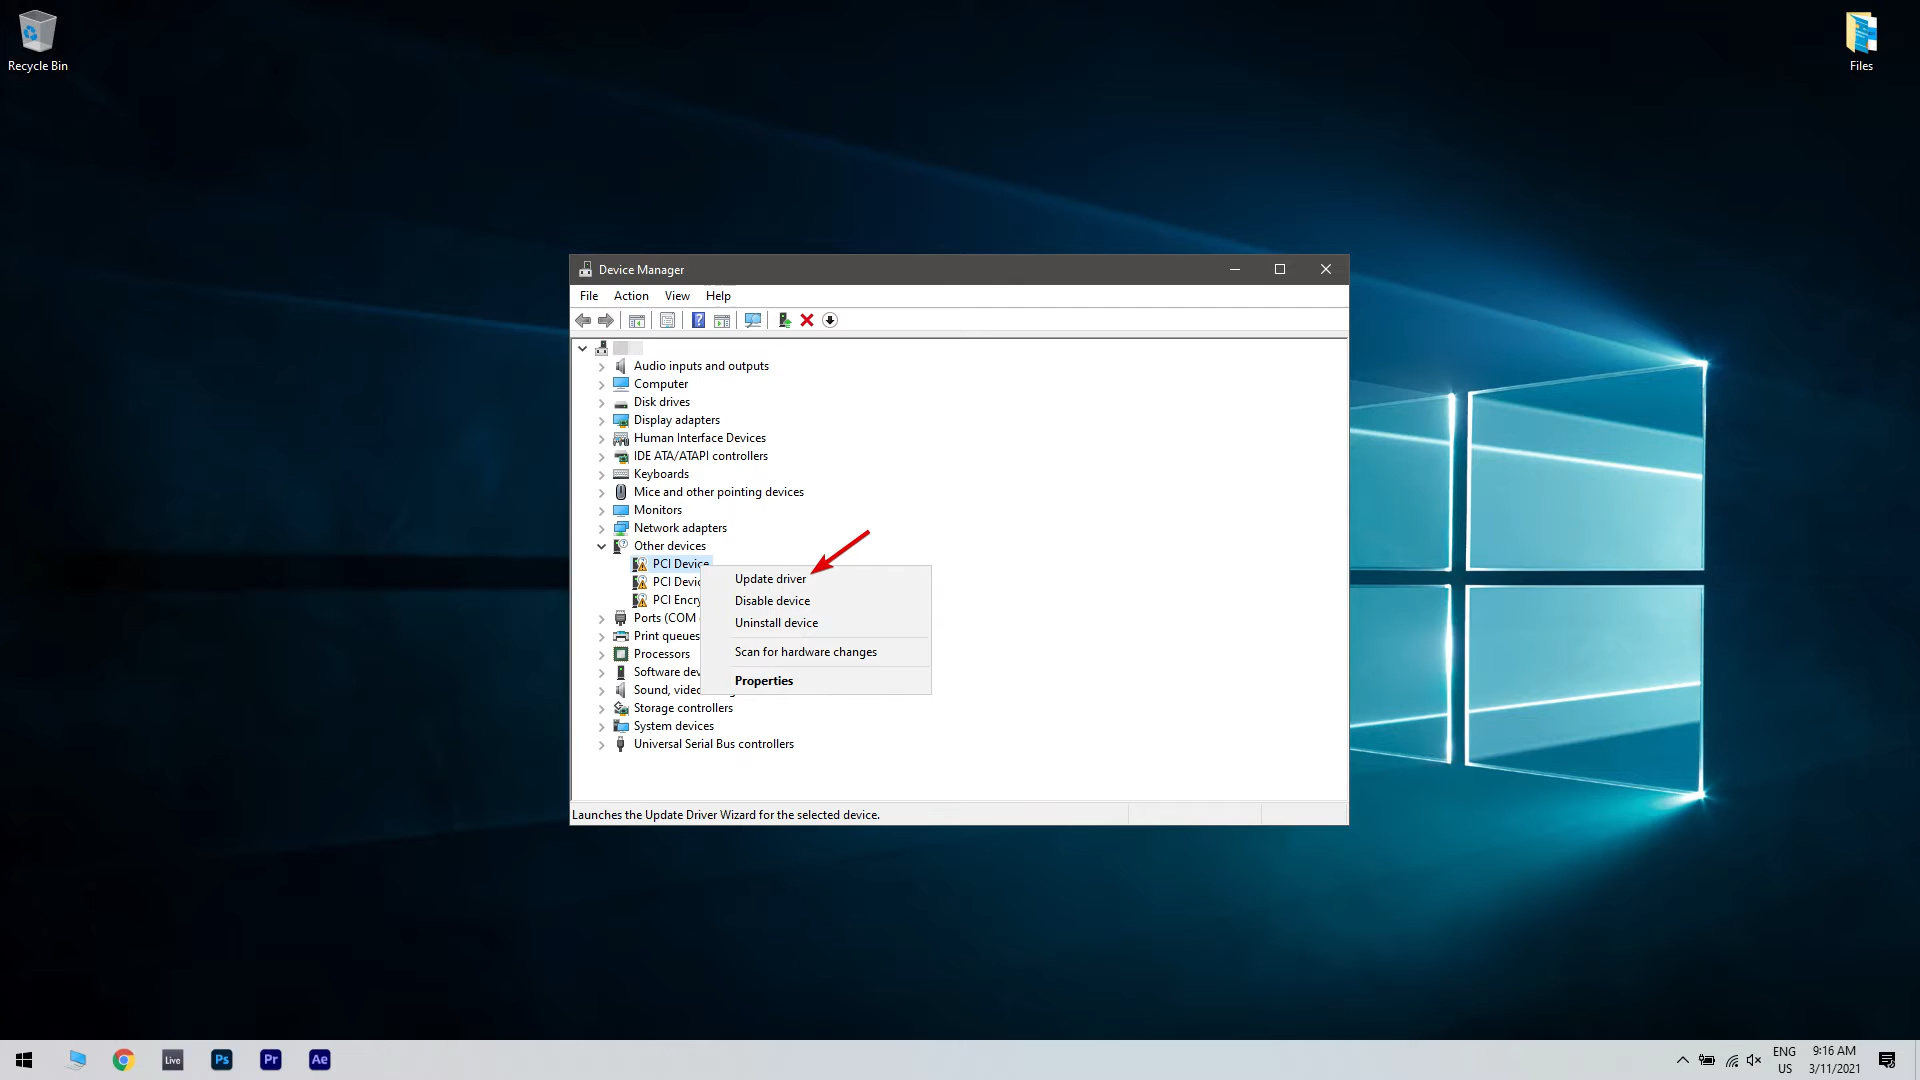 Recycle Bin
Files
Device Manager
File Action View Help
Audio inputs and outputs
Computer
Disk drives
Display adapters
Human Interface Devices
IDE ATA/ATAPI controllers
Keyboards
Mice and other pointing devices
Monitors
Network adapters
Other devices
PCI Device
PCI Devic
PCI Encry
Ports (COM
Print queues
Processors
Software dev
Sound, video
Storage controllers
System devices
Universal Serial Bus controllers
Update driver
Disable device
Uninstall device
Scan for hardware changes
Properties
Launches the Update Driver Wizard for the selected device.
Live
Ps
Pr
Ae
ENG
US
9:16 AM
3/11/2021